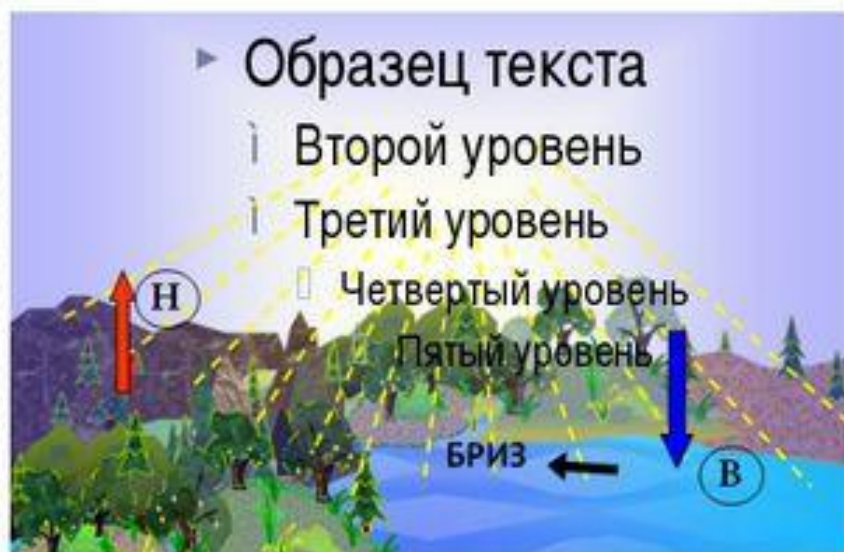 Образец текста
Второй уровень
Третий уровень
Четвертый уровень
Пятый уровень
Н
БРИЗ
В